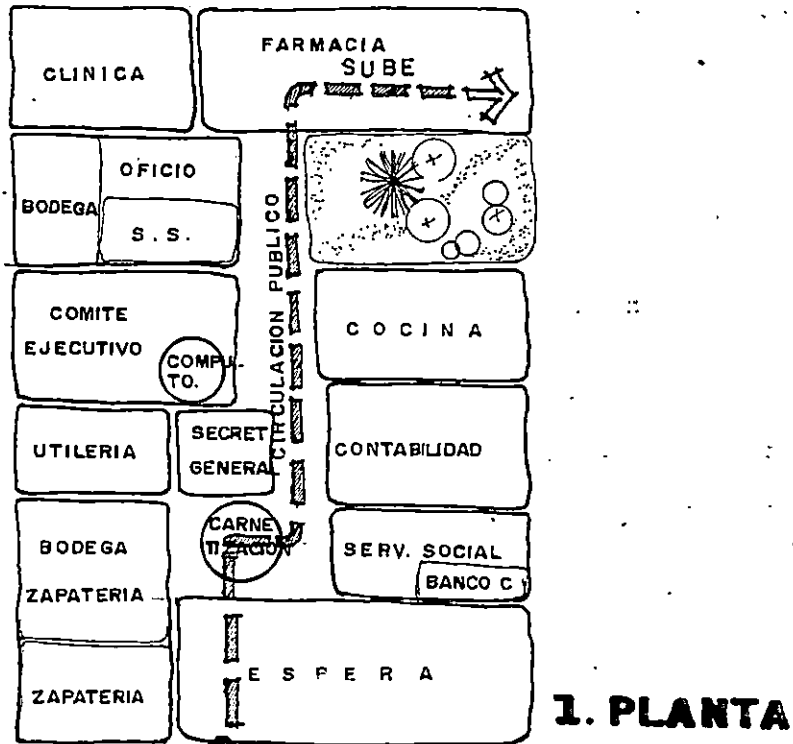 CLINICA
FARMACIA
SUBE
OFICIO
BODEGA
S.S.
CIRCULACION PUBLICO
COMITE
EJECUTIVO
COMPU-
TO.
COCINA
UTILERIA
SECRET
GENERAL
CONTABILIDAD
CARNE
TIZACION
BODEGA
ZAPATERIA
SERV. SOCIAL
BANCO C
ZAPATERIA
ESPERA
1. PLANTA